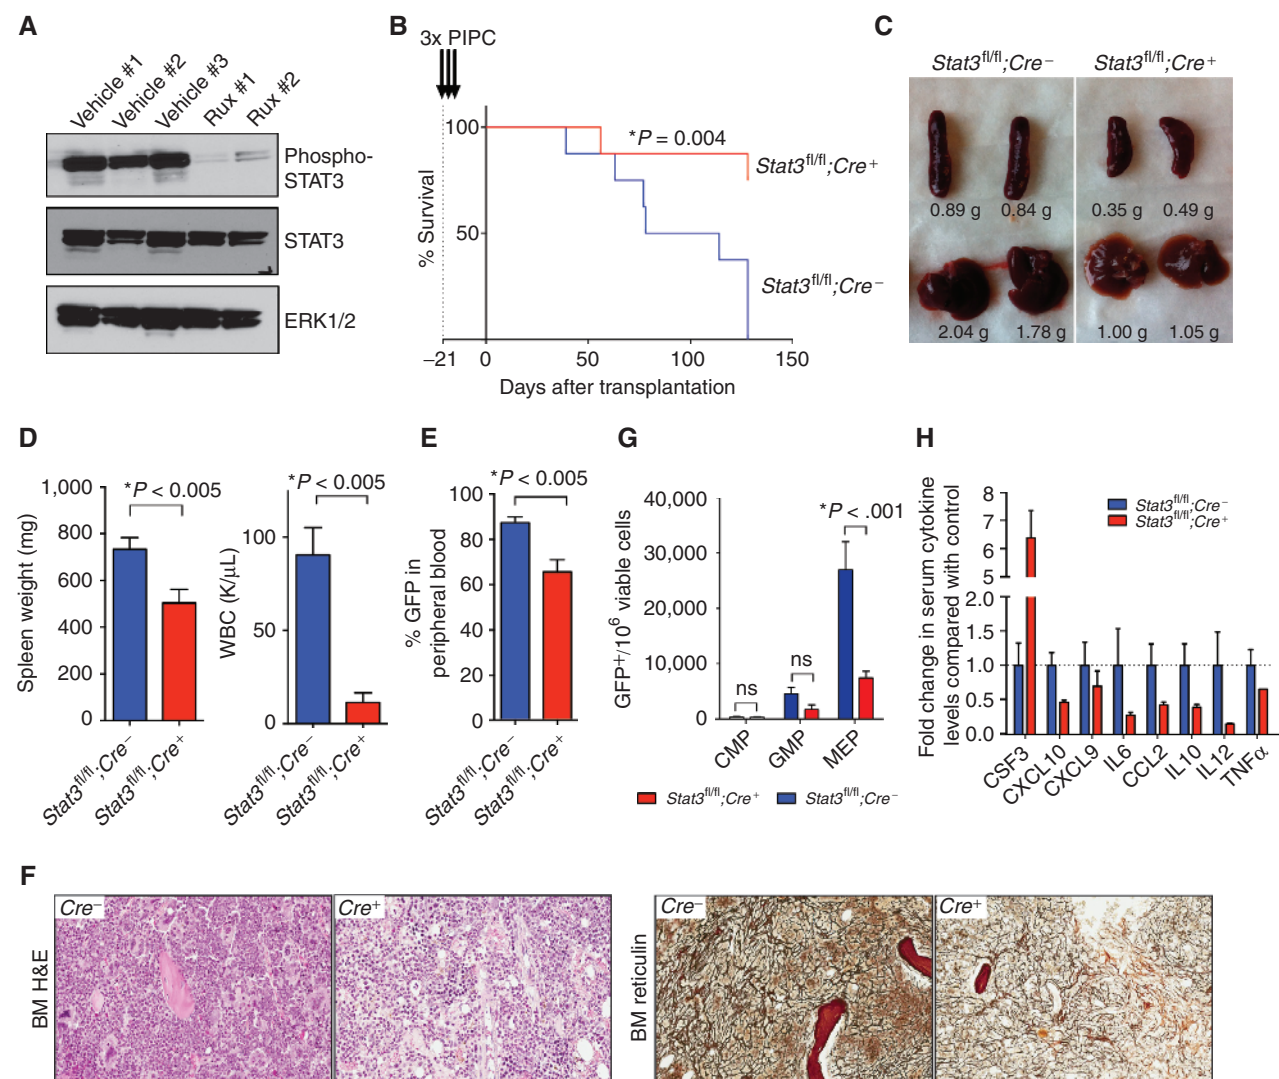 A
Vehicle #1
Vehicle #2
Vehicle #3
Rux #1
Rux #2
Phospho-
STAT3
STAT3
ERK1/2
B
3x PIPC
100
50
% Survival
*P = 0.004
Stat3fl/fl;Cre+
Stat3fl/fl;Cre−
−21 0 50 100 150
Days after transplantation
C
Stat3fl/fl;Cre− Stat3fl/fl;Cre+
0.89 g 0.84 g 0.35 g 0.49 g
2.04 g 1.78 g 1.00 g 1.05 g
D
Spleen weight (mg)
1,000
800
600
400
200
0
*P < 0.005
Stat3fl/fl;Cre−
Stat3fl/fl;Cre+
WBC (K/μL)
100
50
0
*P < 0.005
Stat3fl/fl;Cre−
Stat3fl/fl;Cre+
E
% GFP in
peripheral blood
100
80
60
40
20
0
*P < 0.005
Stat3fl/fl;Cre−
Stat3fl/fl;Cre+
G
GFP+/10⁶ viable cells
40,000
30,000
20,000
10,000
0
ns
ns
*P < .001
CMP
GMP
MEP
Stat3fl/fl;Cre+ Stat3fl/fl;Cre−
H
Fold change in serum cytokine
levels compared with control
8
7
6
5
2.0
1.5
1.0
0.5
0.0
Stat3fl/fl;Cre−
Stat3fl/fl;Cre+
CSF3
CXCL10
CXCL9
IL6
CCL2
IL10
IL12
TNFα
F
BM H&E
Cre−
Cre+
BM reticulin
Cre−
Cre+